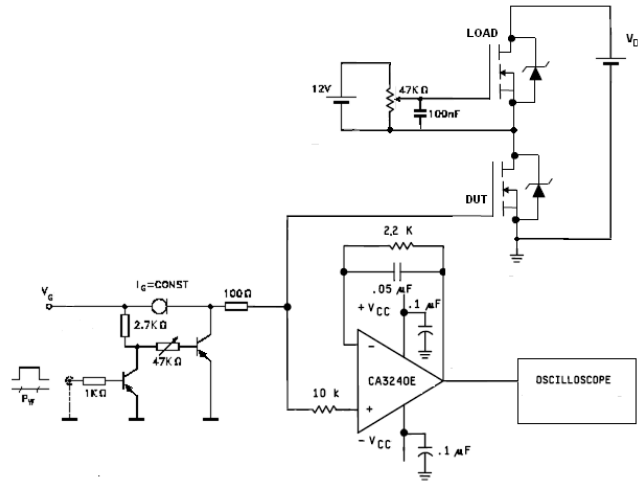 LOAD
V_D
12V
47KΩ
100nF
DUT
2.2 K
.05 µF
I_G=CONST
V_G
100Ω
2.7KΩ
47KΩ
1KΩ
P_W
+V_CC
.1 µF
-
CA3240E
10 k
+
-V_CC
.1 µF
OSCILLOSCOPE